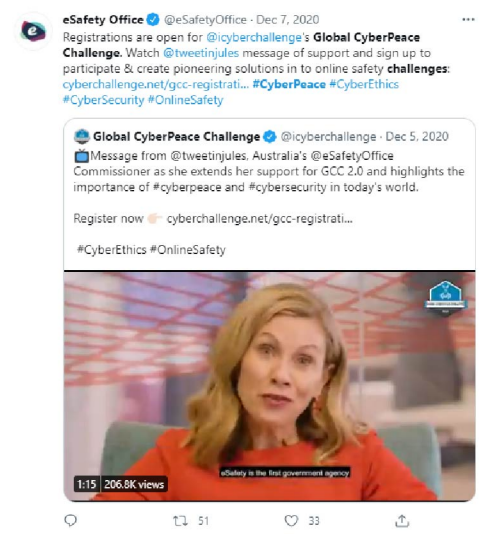 eSafety Office @eSafetyOffice · Dec 7, 2020
Registrations are open for @icyberchallenge's Global CyberPeace
Challenge. Watch @tweetinjules message of support and sign up to
participate & create pioneering solutions in to online safety challenges:
cyberchallenge.net/gcc-registrati... #CyberPeace #CyberEthics
#CyberSecurity #OnlineSafety
Global CyberPeace Challenge @icyberchallenge · Dec 5, 2020
Message from @tweetinjules, Australia's @eSafetyOffice
Commissioner as she extends her support for GCC 2.0 and highlights the
importance of #cyberpeace and #cybersecurity in today's world.
Register now cyberchallenge.net/gcc-registrati...
#CyberEthics #OnlineSafety
eSafety is the first government agency
1:15 206.8K views
51 33